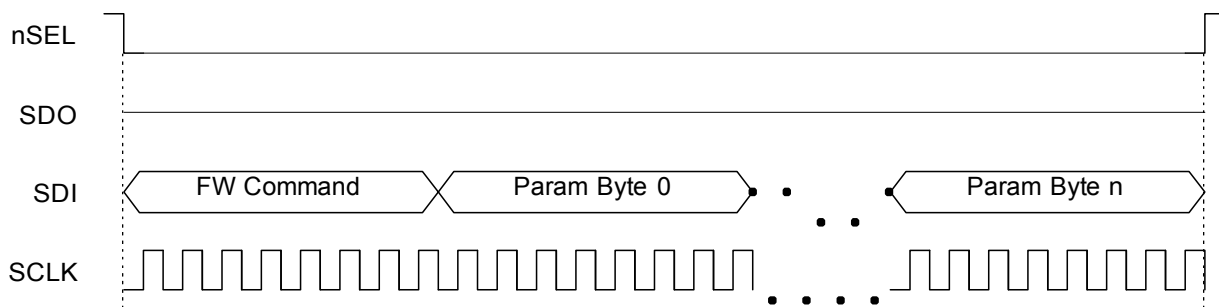 nSEL
SDO
SDI FW Command Param Byte 0 Param Byte n
SCLK